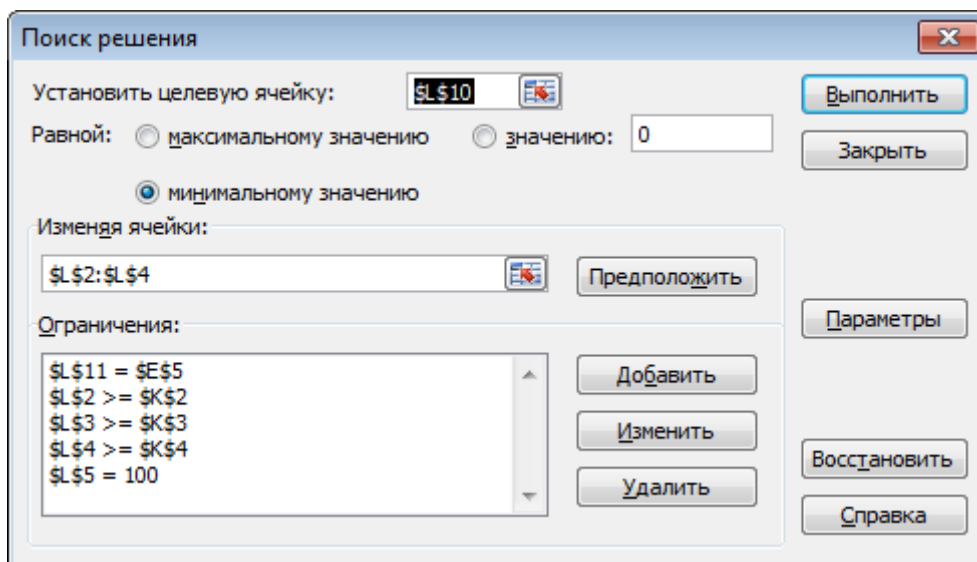 Поиск решения
Установить целевую ячейку: $L$10
Выполнить
Равной: максимальному значению значению: 0
Закрыть
минимальному значению
Изменяя ячейки:
$L$2:$L$4
Предположить
Параметры
Ограничения:
$L$11 = $E$5
$L$2 >= $K$2
$L$3 >= $K$3
$L$4 >= $K$4
$L$5 = 100
Добавить
Изменить
Удалить
Восстановить
Справка